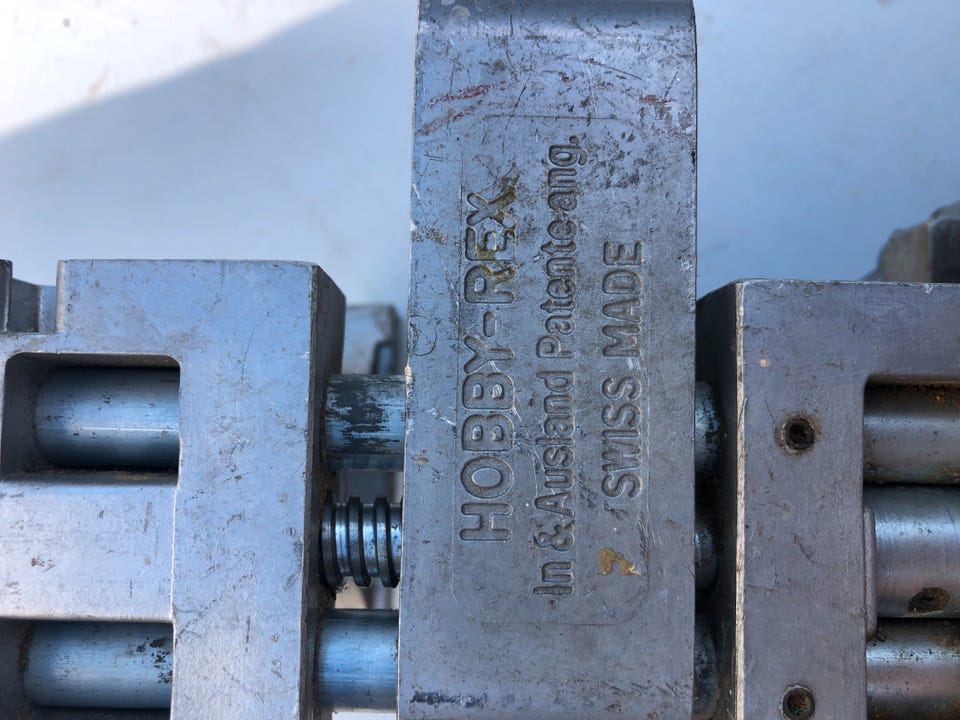 HOBBY-REX
In & Ausland Patente ang.
SWISS MADE